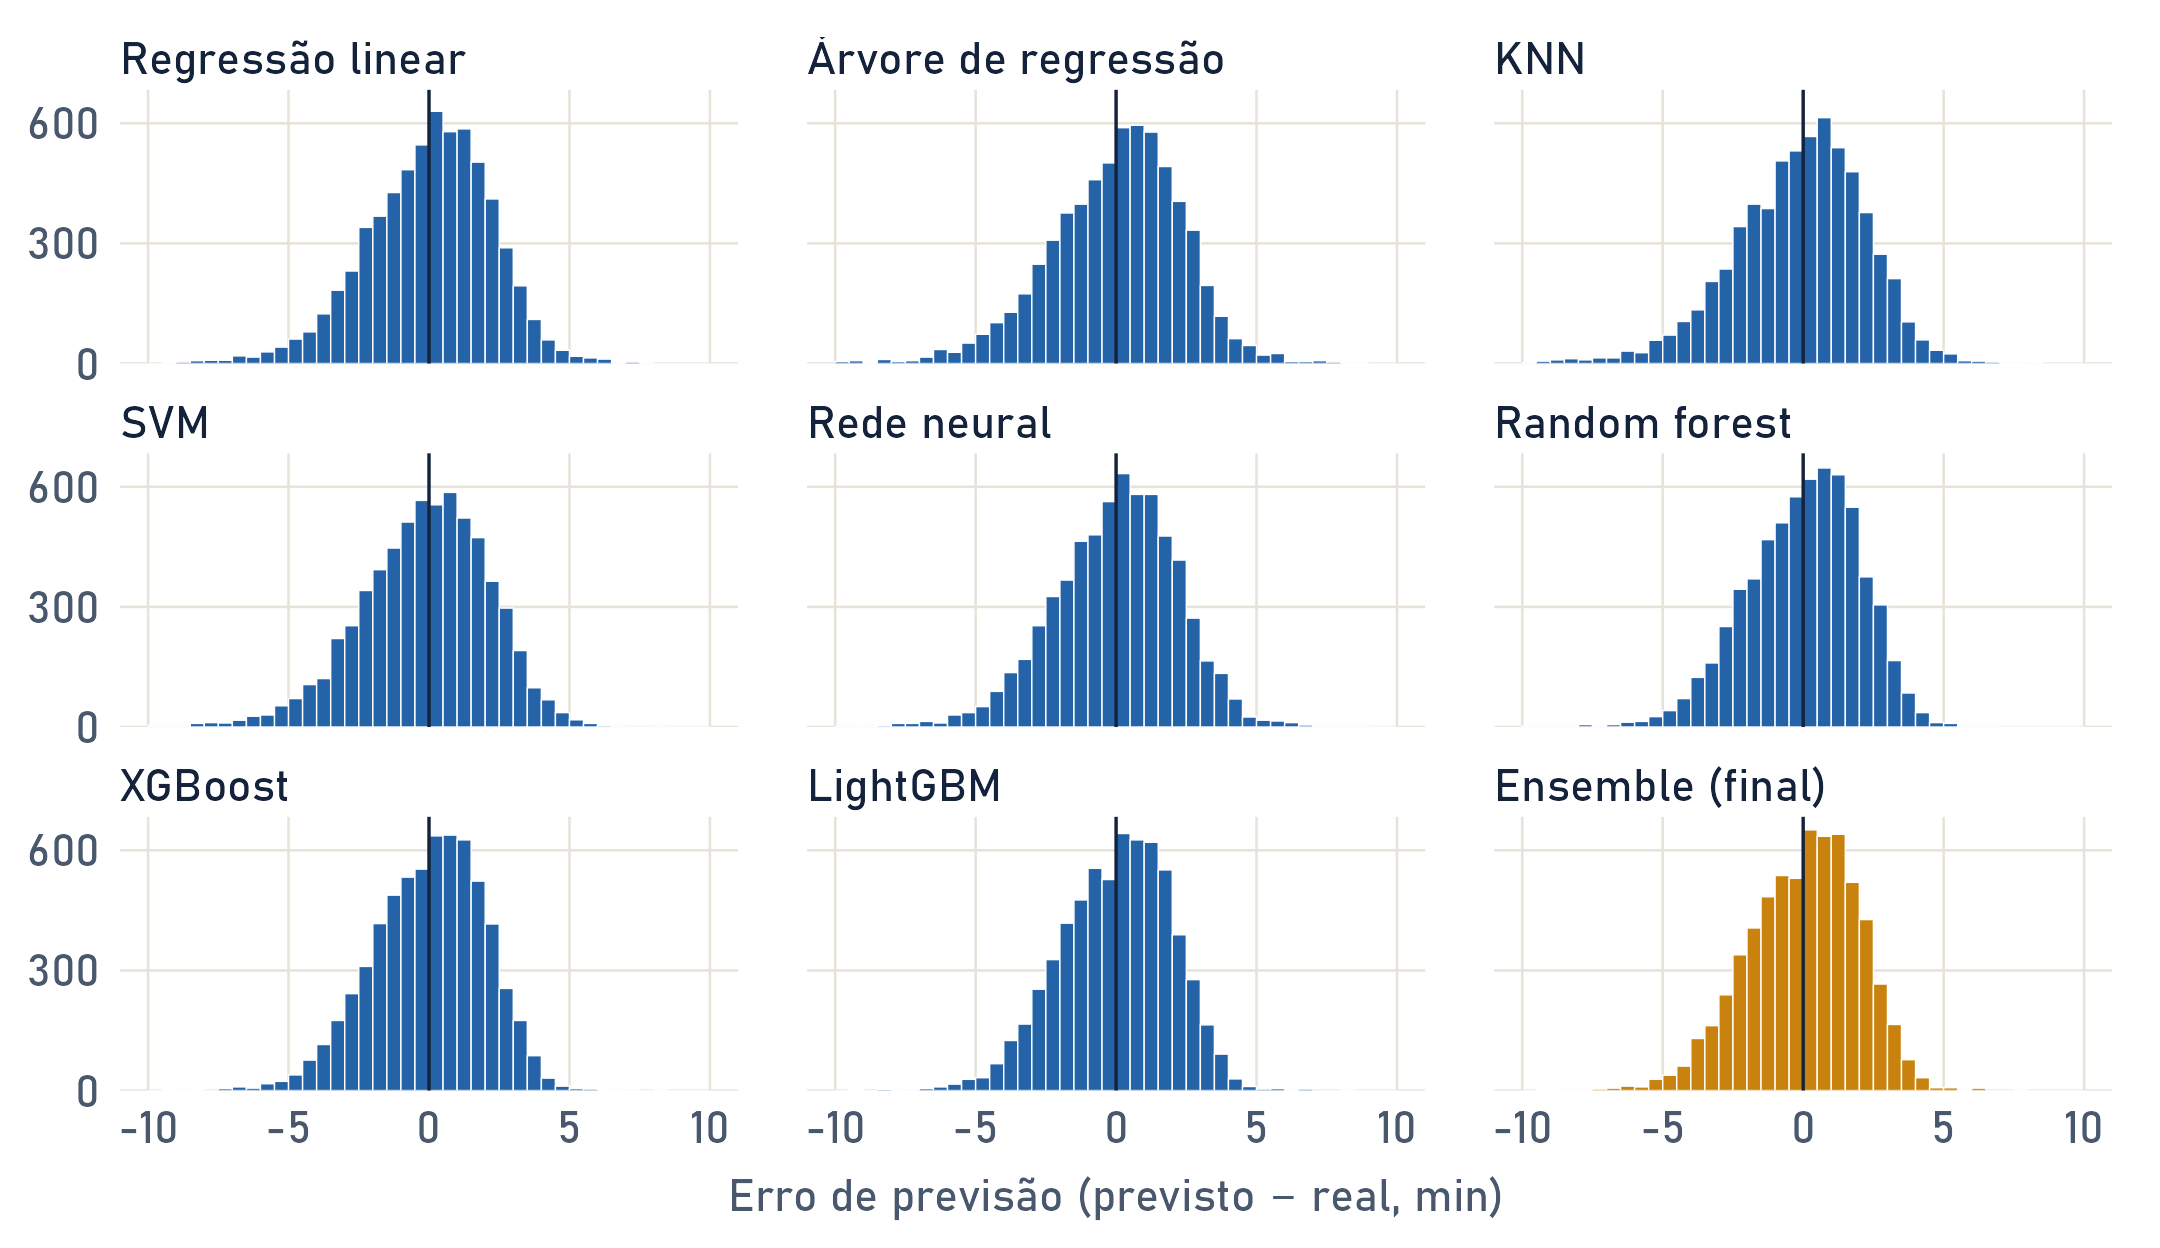 Regressão linear
Árvore de regressão
KNN
600
300
0
SVM
Rede neural
Random forest
600
300
0
XGBoost
LightGBM
Ensemble (final)
600
300
0
-10 -5 0 5 10
-10 -5 0 5 10
-10 -5 0 5 10
Erro de previsão (previsto – real, min)